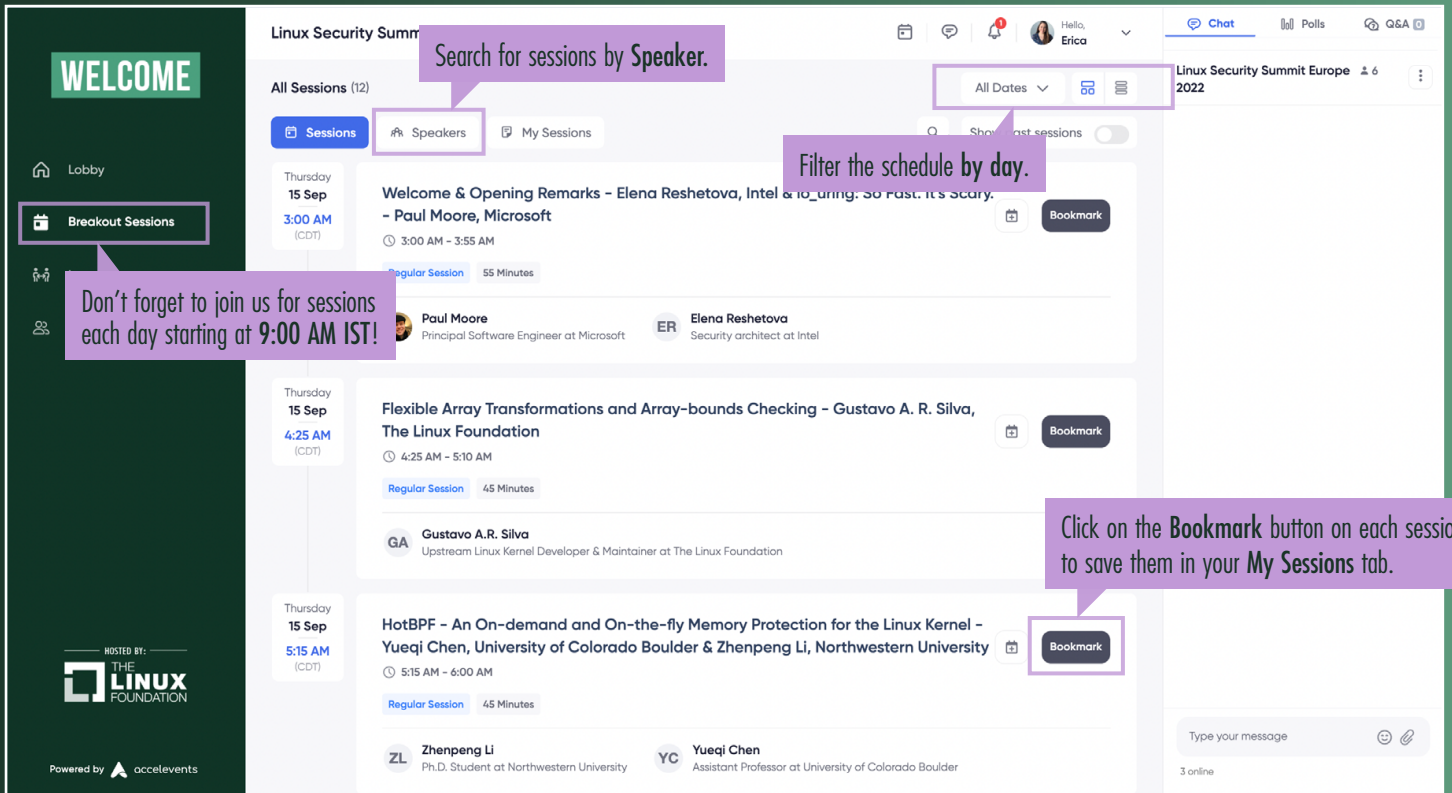 WELCOME
Lobby
Breakout Sessions
Don't forget to join us for sessions
each day starting at 9:00 AM IST!
HOSTED BY:
THE
LINUX
FOUNDATION
Powered by accelevents
Linux Security Summ
Search for sessions by Speaker.
1
Hello,
Erica
All Sessions (12)
All Dates
Sessions
Speakers
My Sessions
Show past sessions
Filter the schedule by day.
Thursday
15 Sep
3:00 AM
(CDT)
Welcome & Opening Remarks - Elena Reshetova, Intel & io_uring: So Fast. It's Scary.
- Paul Moore, Microsoft
3:00 AM - 3:55 AM
Regular Session
55 Minutes
Bookmark
Paul Moore
Principal Software Engineer at Microsoft
ER
Elena Reshetova
Security architect at Intel
Thursday
15 Sep
4:25 AM
(CDT)
Flexible Array Transformations and Array-bounds Checking - Gustavo A. R. Silva,
The Linux Foundation
4:25 AM - 5:10 AM
Regular Session
45 Minutes
Bookmark
GA
Gustavo A.R. Silva
Upstream Linux Kernel Developer & Maintainer at The Linux Foundation
Click on the Bookmark button on each sessio
to save them in your My Sessions tab.
Thursday
15 Sep
5:15 AM
(CDT)
HotBPF - An On-demand and On-the-fly Memory Protection for the Linux Kernel -
Yueqi Chen, University of Colorado Boulder & Zhenpeng Li, Northwestern University
5:15 AM - 6:00 AM
Regular Session
45 Minutes
Bookmark
ZL
Zhenpeng Li
Ph.D. Student at Northwestern University
YC
Yueqi Chen
Assistant Professor at University of Colorado Boulder
Chat
Polls
Q&A 0
Linux Security Summit Europe
2022
6
Type your message
3 online